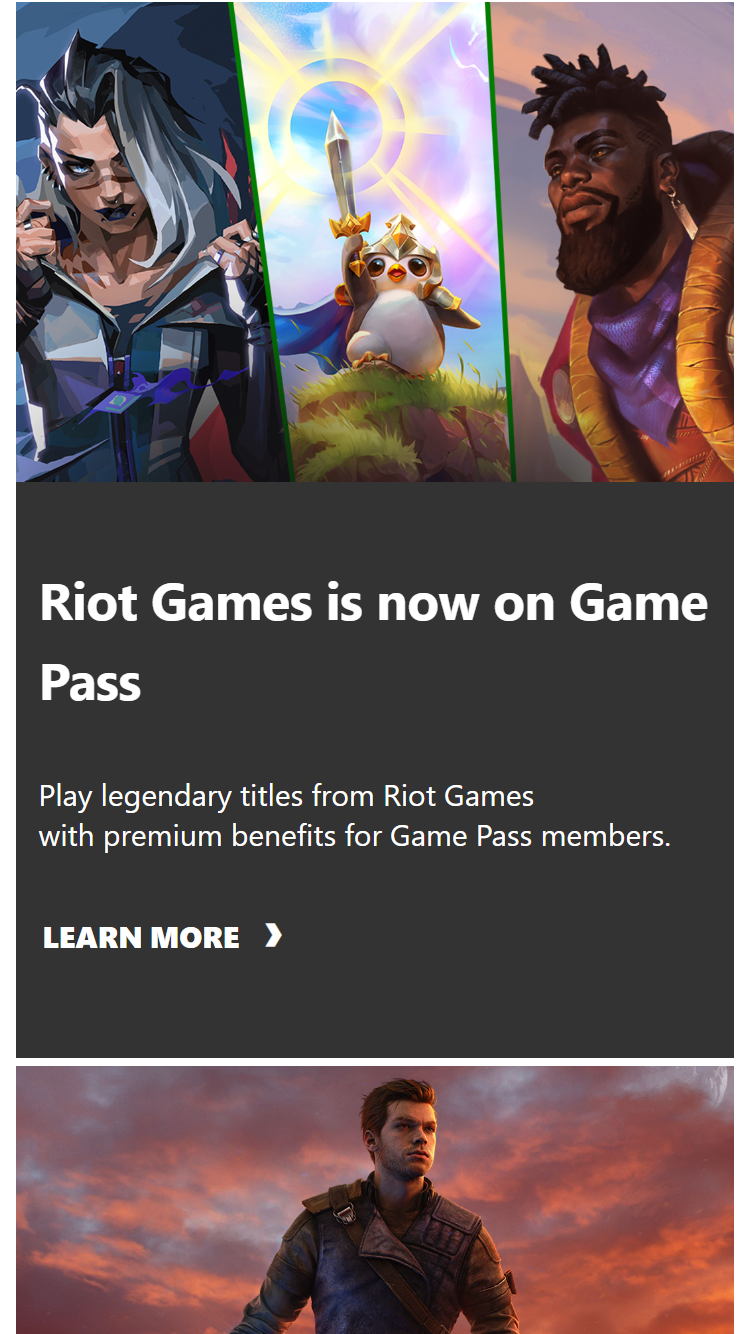 Riot Games is now on Game
Pass
Play legendary titles from Riot Games
with premium benefits for Game Pass members.
LEARN MORE